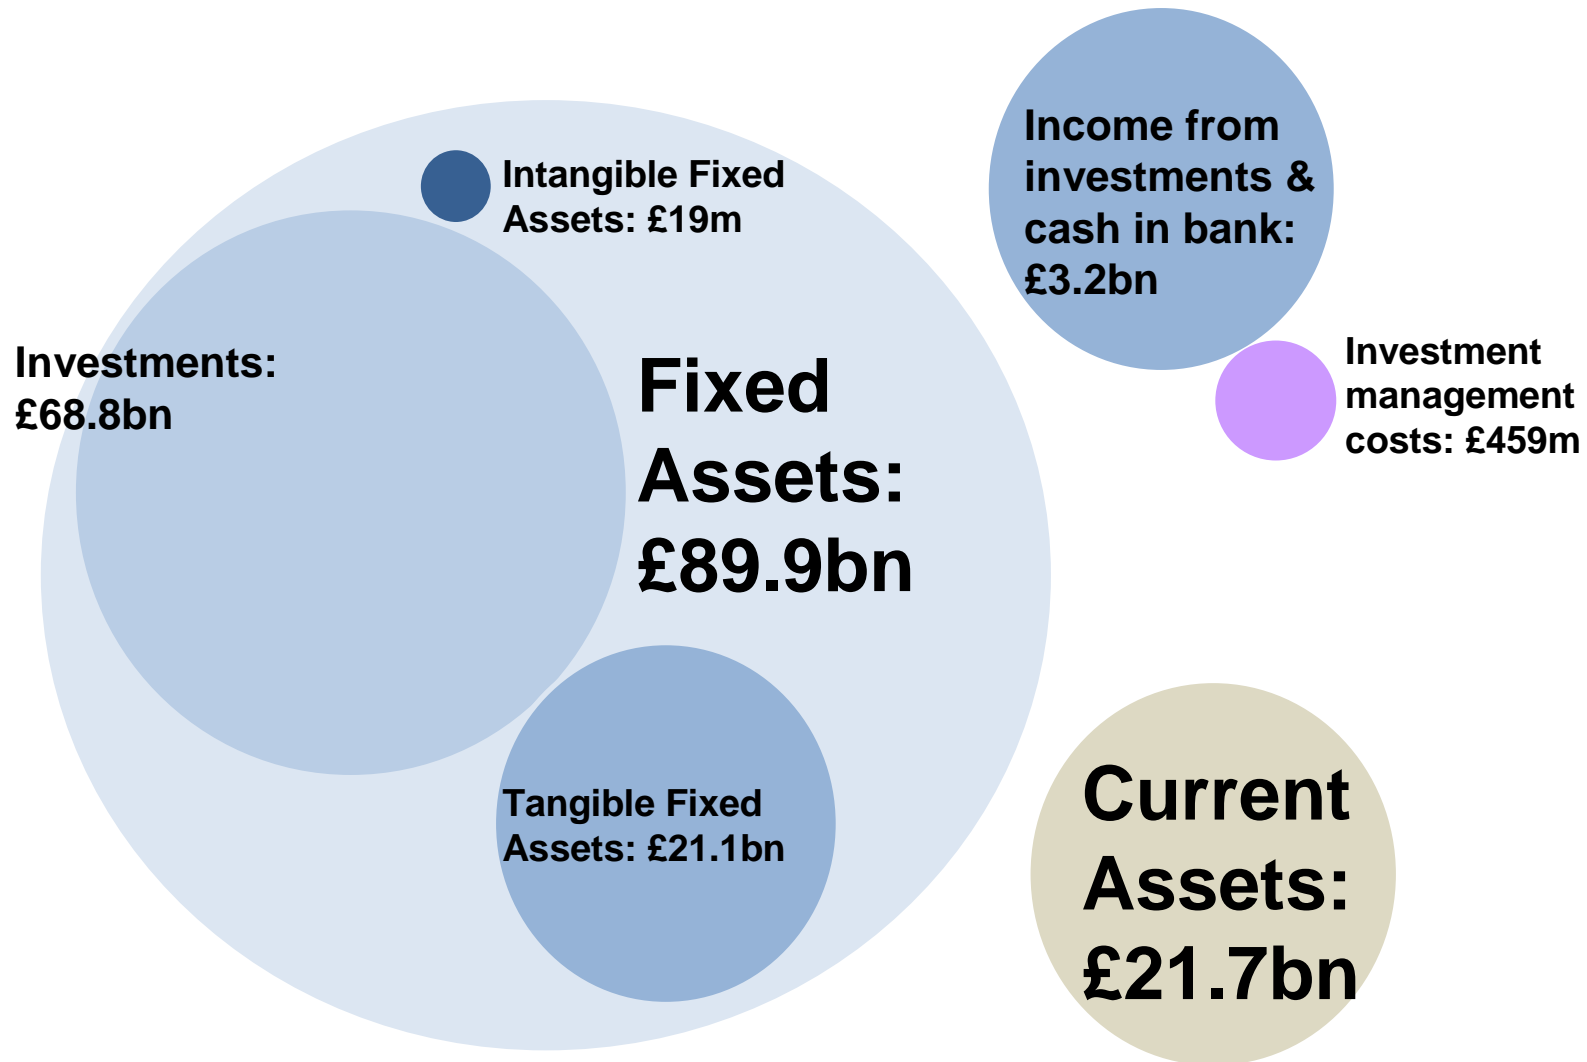 Intangible Fixed
Assets: £19m
Investments:
£68.8bn
Fixed
Assets:
£89.9bn
Tangible Fixed
Assets: £21.1bn
Income from
investments &
cash in bank:
£3.2bn
Investment
management
costs: £459m
Current
Assets:
£21.7bn